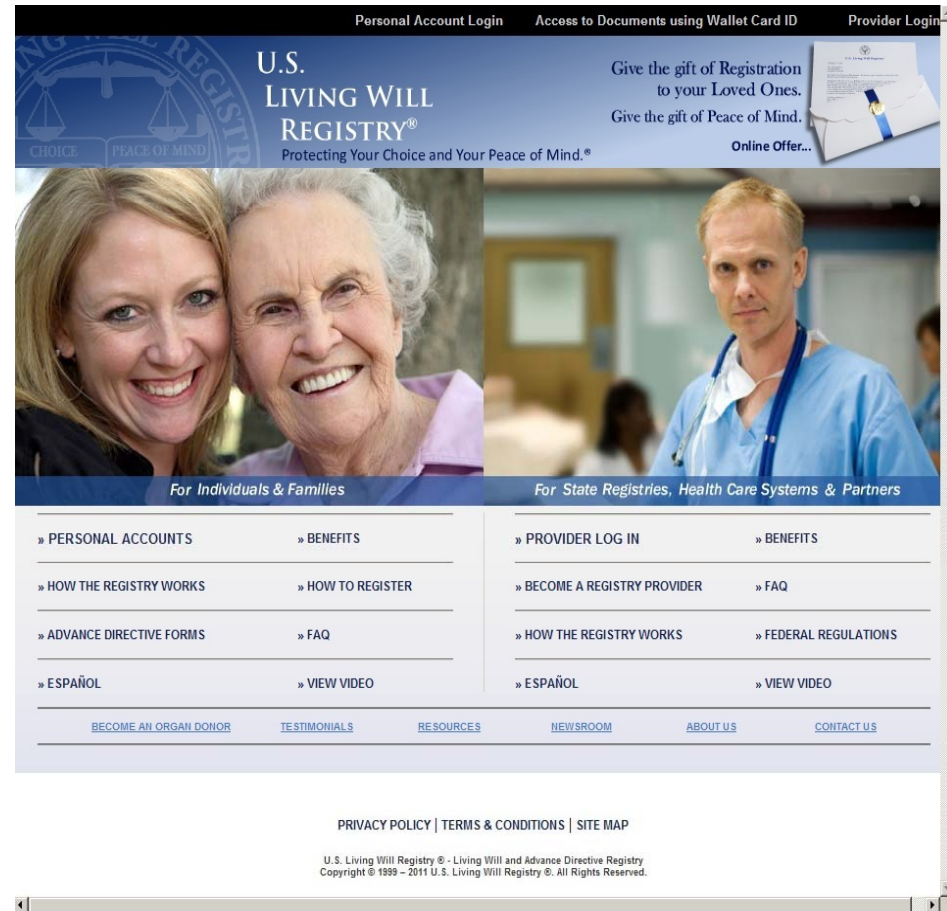 Personal Account Login Access to Documents using Wallet Card ID Provider Login
U.S.
LIVING WILL
REGISTRY®
Protecting Your Choice and Your Peace of Mind.®
CHOICE PEACE OF MIND
Give the gift of Registration
to your Loved Ones.
Give the gift of Peace of Mind.
Online Offer...
For Individuals & Families
For State Registries, Health Care Systems & Partners
» PERSONAL ACCOUNTS » BENEFITS
» HOW THE REGISTRY WORKS » HOW TO REGISTER
» ADVANCE DIRECTIVE FORMS » FAQ
» ESPAÑOL » VIEW VIDEO
» PROVIDER LOG IN » BENEFITS
» BECOME A REGISTRY PROVIDER » FAQ
» HOW THE REGISTRY WORKS » FEDERAL REGULATIONS
» ESPAÑOL » VIEW VIDEO
BECOME AN ORGAN DONOR TESTIMONIALS RESOURCES NEWSROOM ABOUT US CONTACT US
PRIVACY POLICY | TERMS & CONDITIONS | SITE MAP
U.S. Living Will Registry ® - Living Will and Advance Directive Registry
Copyright © 1999 – 2011 U.S. Living Will Registry ®. All Rights Reserved.